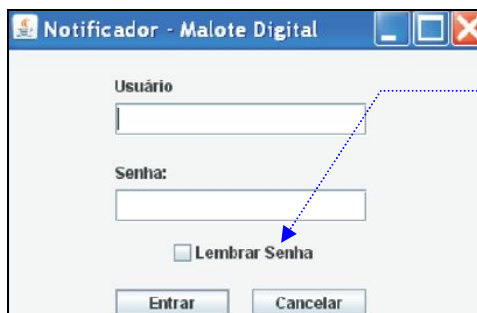 Notificador - Malote Digital
Usuário
Senha:
Lembrar Senha
Entrar Cancelar